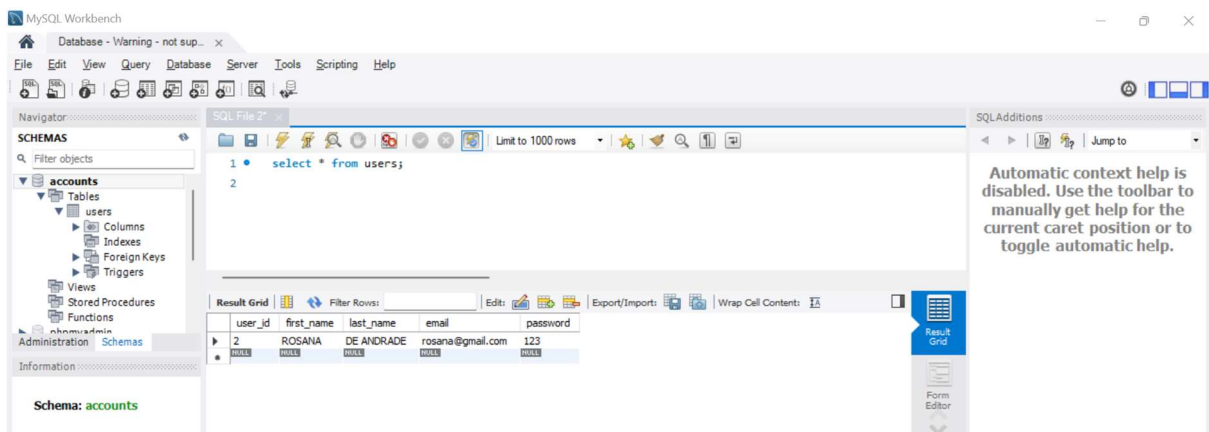 MySQL Workbench
Database - Warning - not sup...
File Edit View Query Database Server Tools Scripting Help
Navigator
SCHEMAS
Filter objects
accounts
Tables
users
Columns
Indexes
Foreign Keys
Triggers
Views
Stored Procedures
Functions
phpmyadmin
Administration Schemas
Information
Schema: accounts
SQL File 2*
Limit to 1000 rows
1 select * from users;
2
Result Grid Filter Rows: Edit: Export/Import: Wrap Cell Content:
user_id first_name last_name email password
2 ROSANA DE ANDRADE rosana@gmail.com 123
NULL NULL NULL NULL NULL
Result
Grid
Form
Editor
SQLAdditions
Jump to
Automatic context help is
disabled. Use the toolbar to
manually get help for the
current caret position or to
toggle automatic help.